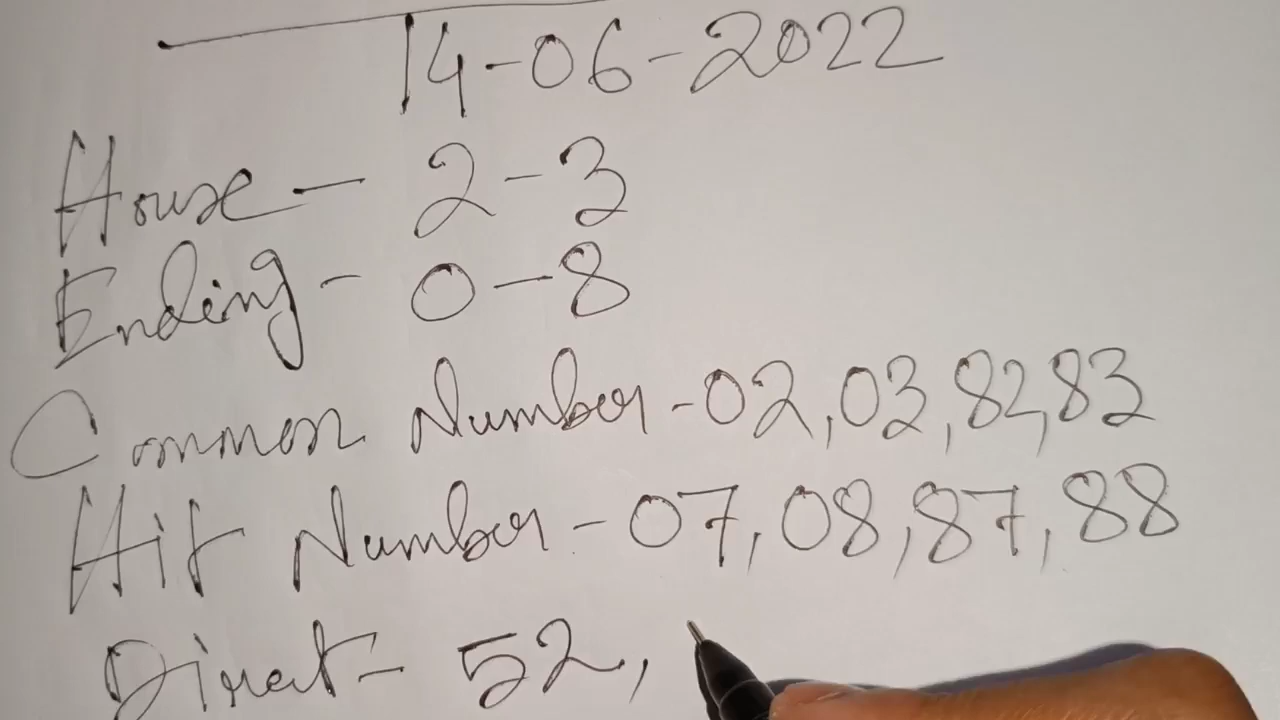 14-06-2022
House - 2-3
Ending - 0-8
Common Number - 02, 03, 82, 83
Hit Number - 07, 08, 87, 88
Direct - 52,